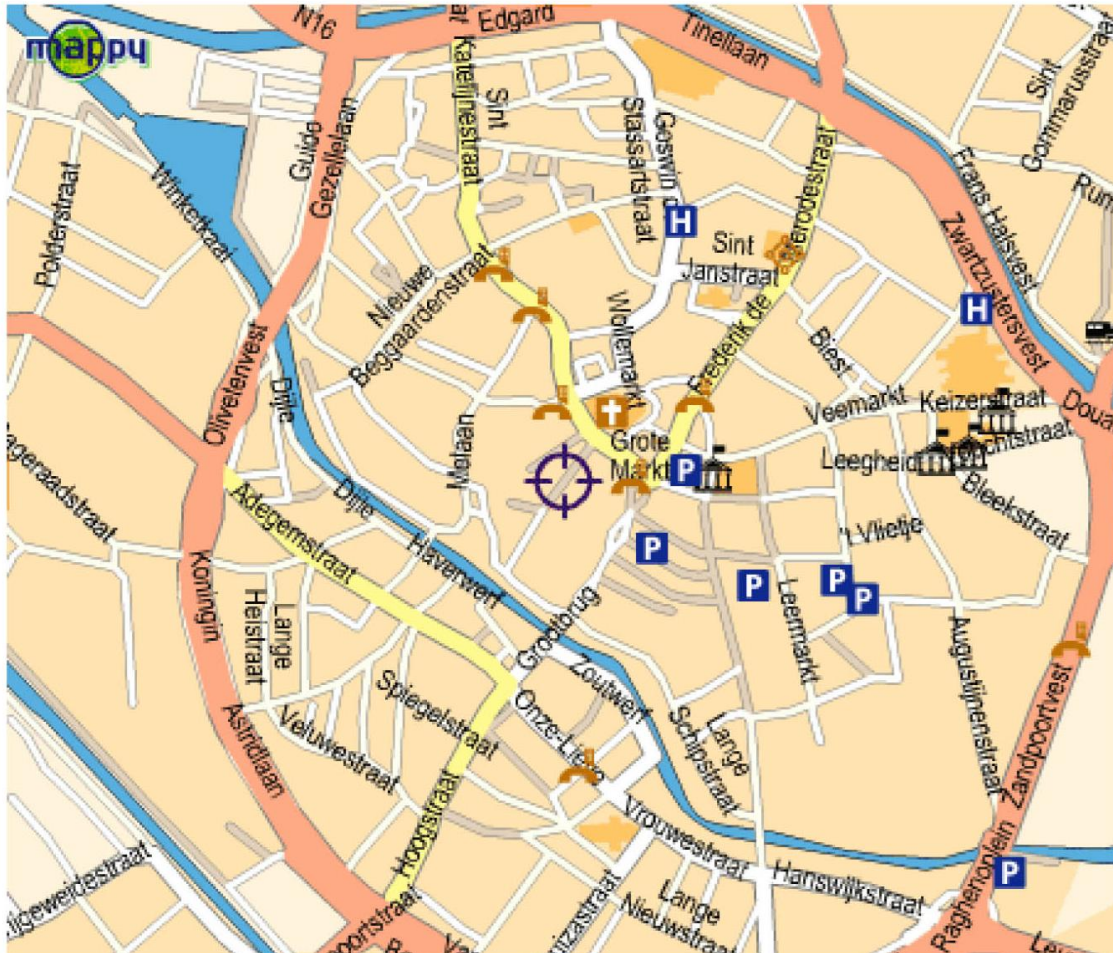 mappy
N16
Edgard
Tinellaan
Katelijnestraat
Sint
Stassartstraat
Goswin
Sint
Gommarusstraat
Guido
Gezellelaan
Polderstraat
Winketkaai
Frans Halsvest
Zwartzustersvest
H
Sint
Janstraat
Nieuwe
Beggaardenstraat
Wollemarkt
Frederik de
Biest
H
Olivetenvest
Dijle
Veemarkt
Keizerstraat
Grote
Markt
P
Leegheid
Bleekstraat
Molaan
Adegemstraat
Dijle
Haverwerf
't Vlietje
P
P
P
P
Koningin
Astridlaan
Lange
Heistraat
Grootbrug
Leermarkt
Augustijnenstraat
Zandpoortvest
Spiegelstraat
Veluwestraat
Onze-Lieve
Vrouwestraat
Zoutwerf
Lange
Schipstraat
Hoogstraat
Hanswijkstraat
Lange
Nieuwstraat
Raghenoplein
P